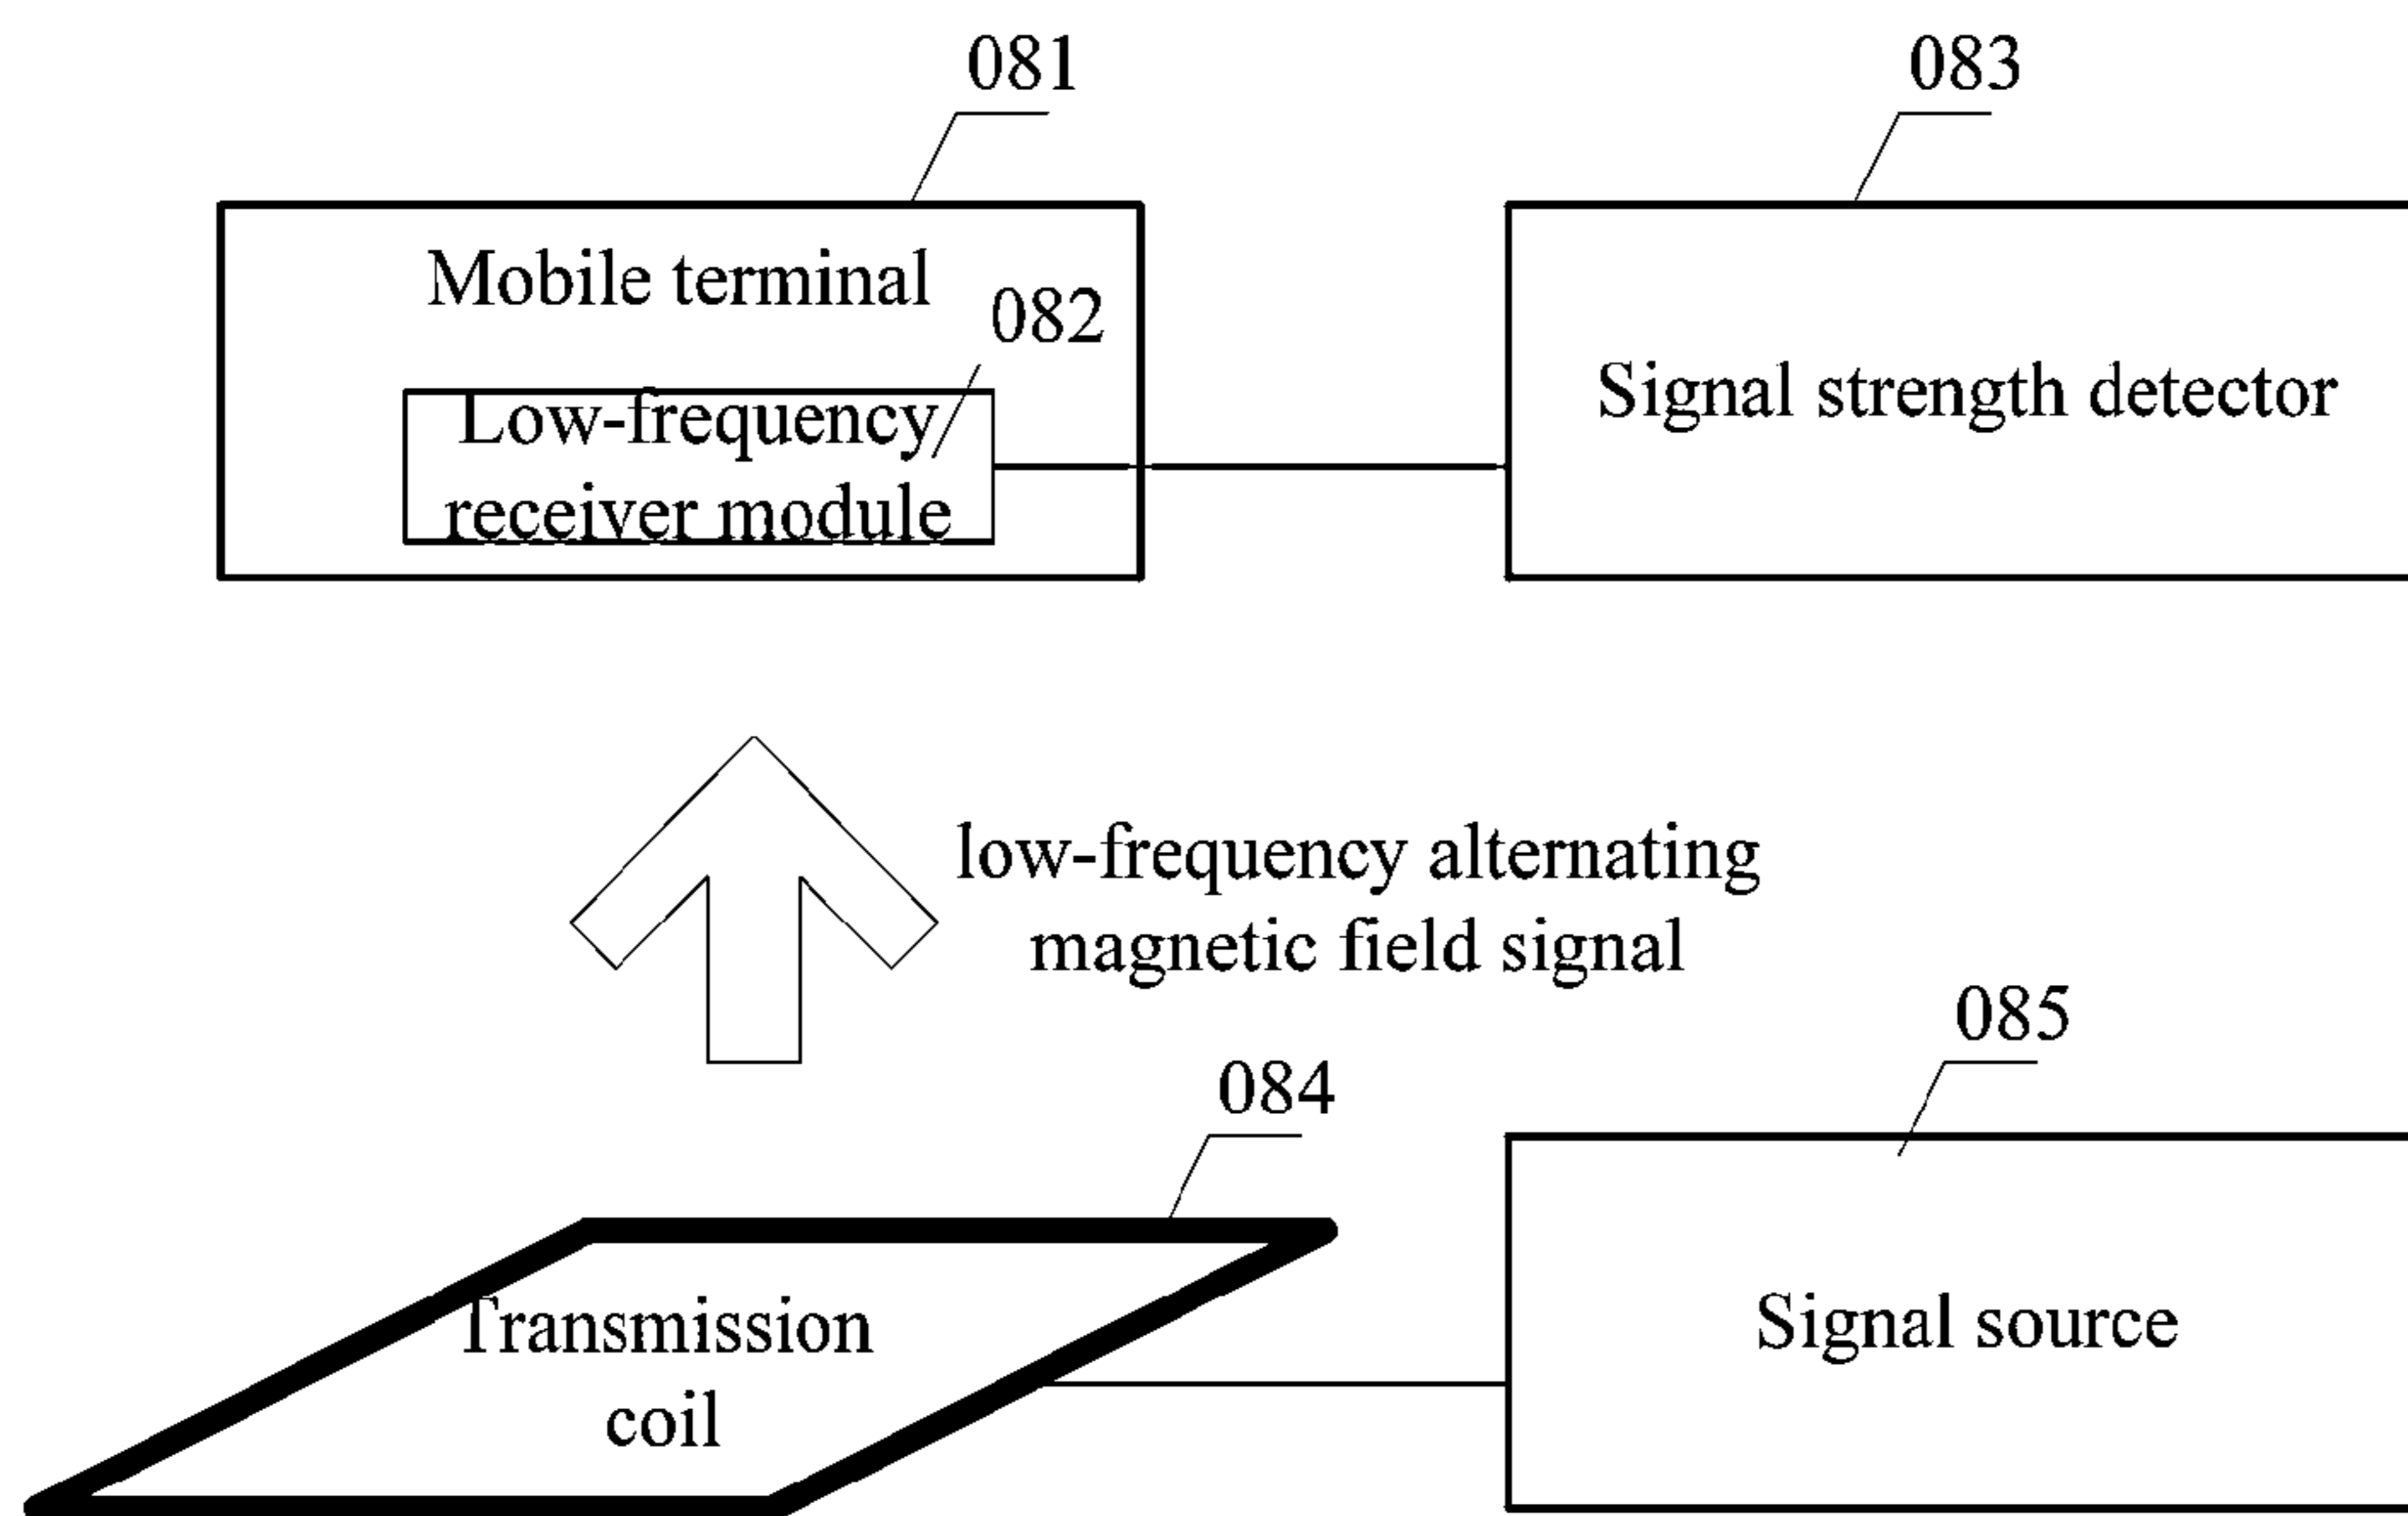 081
083
Mobile terminal
082
Low-frequency
receiver module
Signal strength detector
low-frequency alternating
magnetic field signal
085
084
Transmission
coil
Signal source